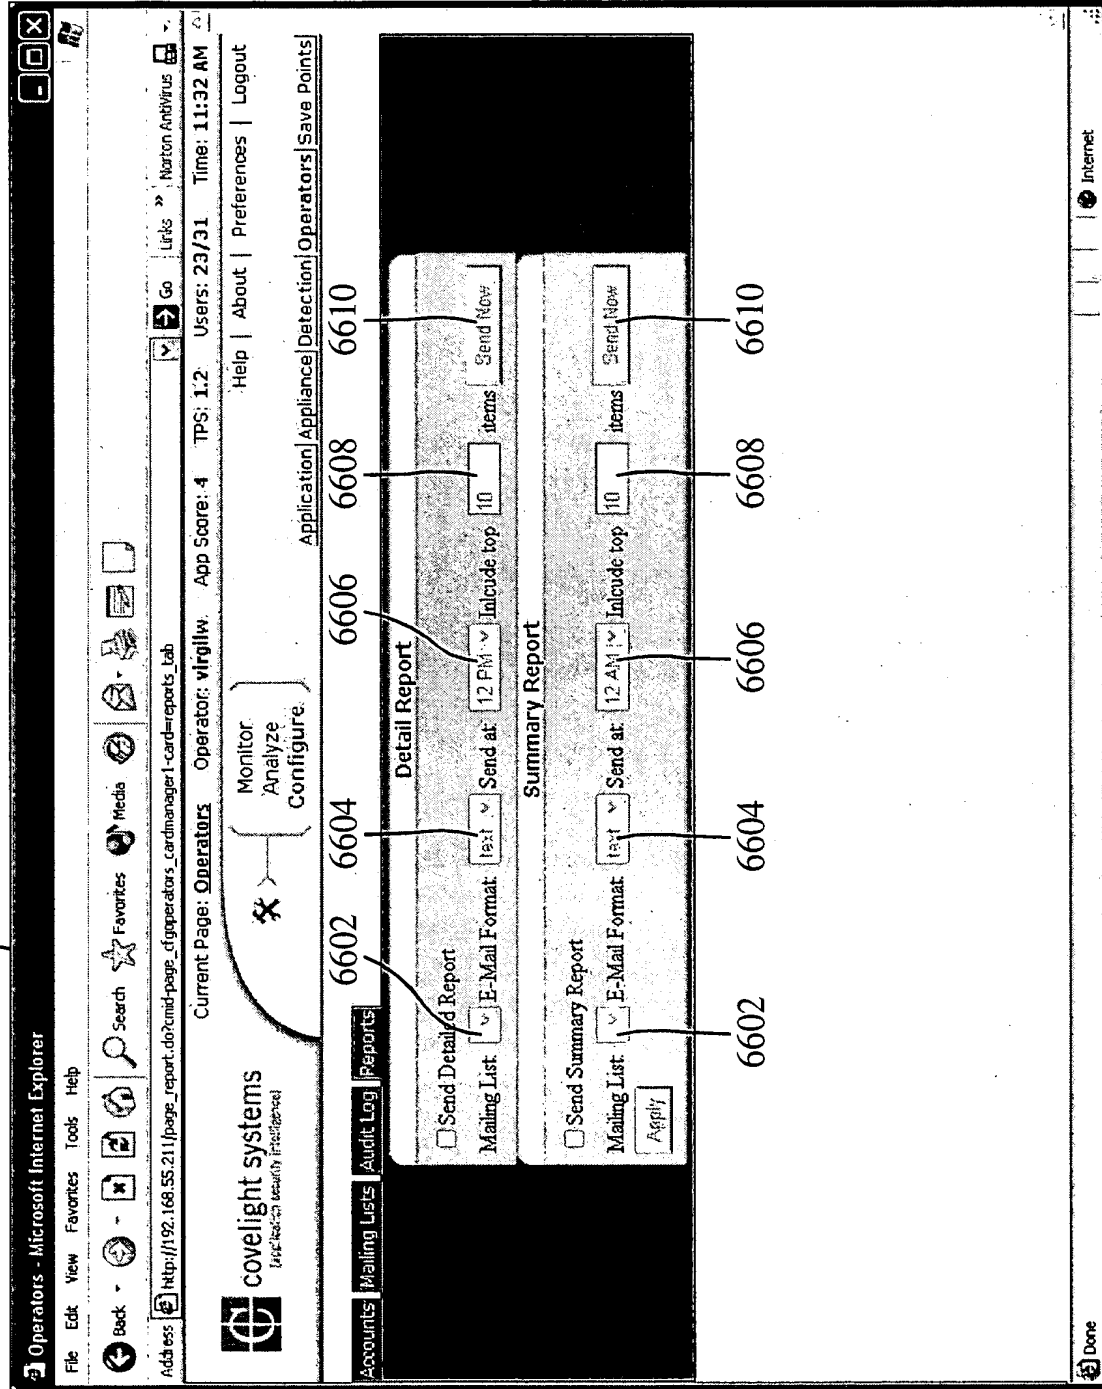 Operators - Microsoft Internet Explorer
File Edit View Favorites Tools Help
Back Search Favorites Media
Address http://192.168.55.211/page_report.do?cmid-page_cfgoperators_cardmanager1-card=reports_tab Go Links » Norton Antivirus
Current Page: Operators Operator: virgilw. App Score: 4 TPS: 1.2 Users: 23/31 Time: 11:32 AM
covelight systems
[application security intelligence]
Monitor
Analyze
Configure
Help | About | Preferences | Logout
Application Appliance Detection Operators Save Points
Accounts Mailing Lists Audit Log Reports
6602 6604 6606 6608 6610
Detail Report
Send Detailed Report
Mailing List: E-Mail Format: text Send at: 12 PM Inlcude top 10 items Send Now
Summary Report
Send Summary Report
Mailing List: E-Mail Format: text Send at: 12 AM Inlcude top 10 items Send Now
Apply
6602 6604 6606 6608 6610
Done Internet